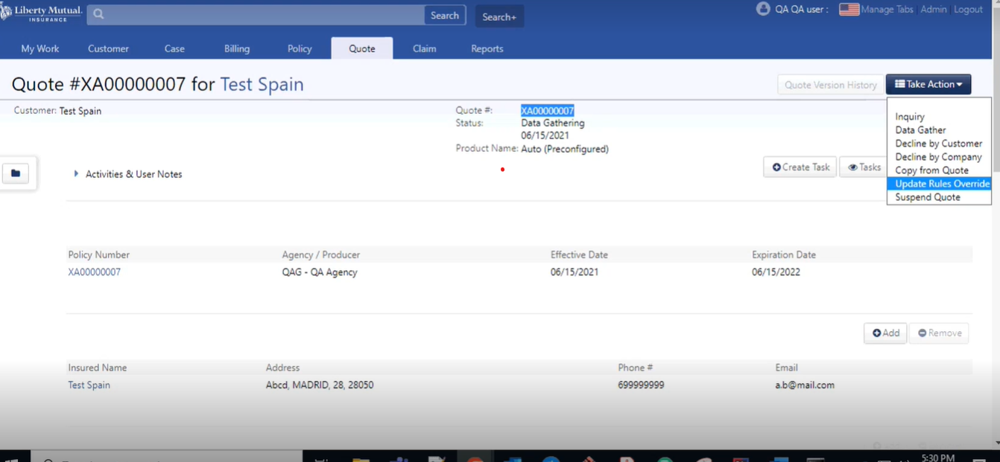 Liberty Mutual.
INSURANCE
Search
Search+
QA QA user :
Manage Tabs | Admin | Logout
My Work Customer Case Billing Policy Quote Claim Reports
Quote #XA00000007 for Test Spain
Quote Version History
Take Action
Customer: Test Spain
Quote #: XA00000007
Status: Data Gathering
06/15/2021
Product Name: Auto (Preconfigured)
Inquiry
Data Gather
Decline by Customer
Decline by Company
Copy from Quote
Update Rules Override
Suspend Quote
Activities & User Notes
Create Task
Tasks
Policy Number Agency / Producer Effective Date Expiration Date
XA00000007 QAG - QA Agency 06/15/2021 06/15/2022
Add Remove
Insured Name Address Phone # Email
Test Spain Abcd, MADRID, 28, 28050 699999999 a.b@mail.com
5:30 PM